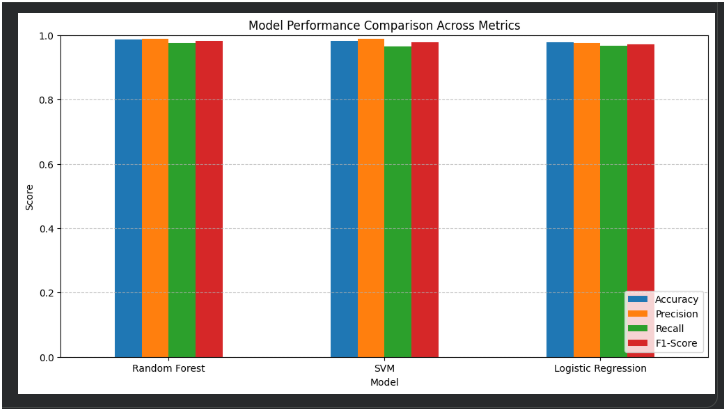 Model Performance Comparison Across Metrics
1.0
0.8
0.6
0.4
0.2
0.0
Score
Random Forest
SVM
Logistic Regression
Model
Accuracy
Precision
Recall
F1-Score